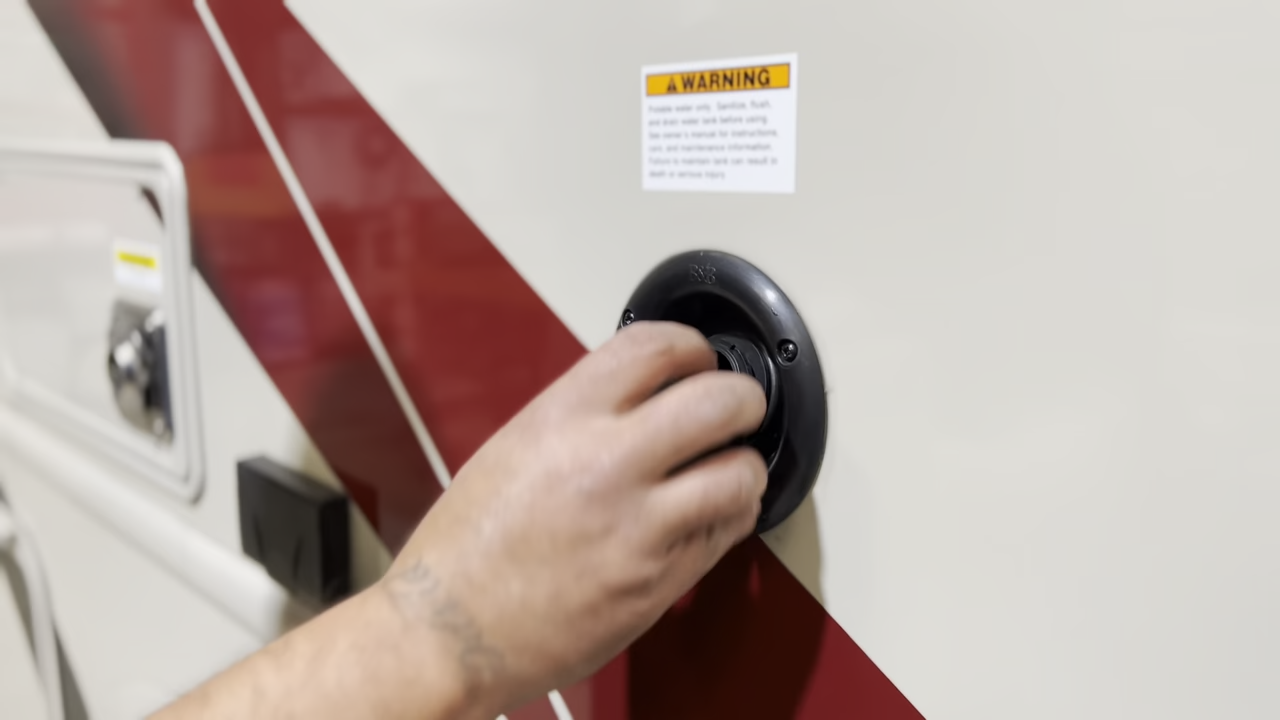 WARNING
Potable water only. Sanitize, flush,
and drain water tank before using.
See owner's manual for instructions,
care, and maintenance information.
Failure to maintain tank can result in
death or serious injury.
B&B